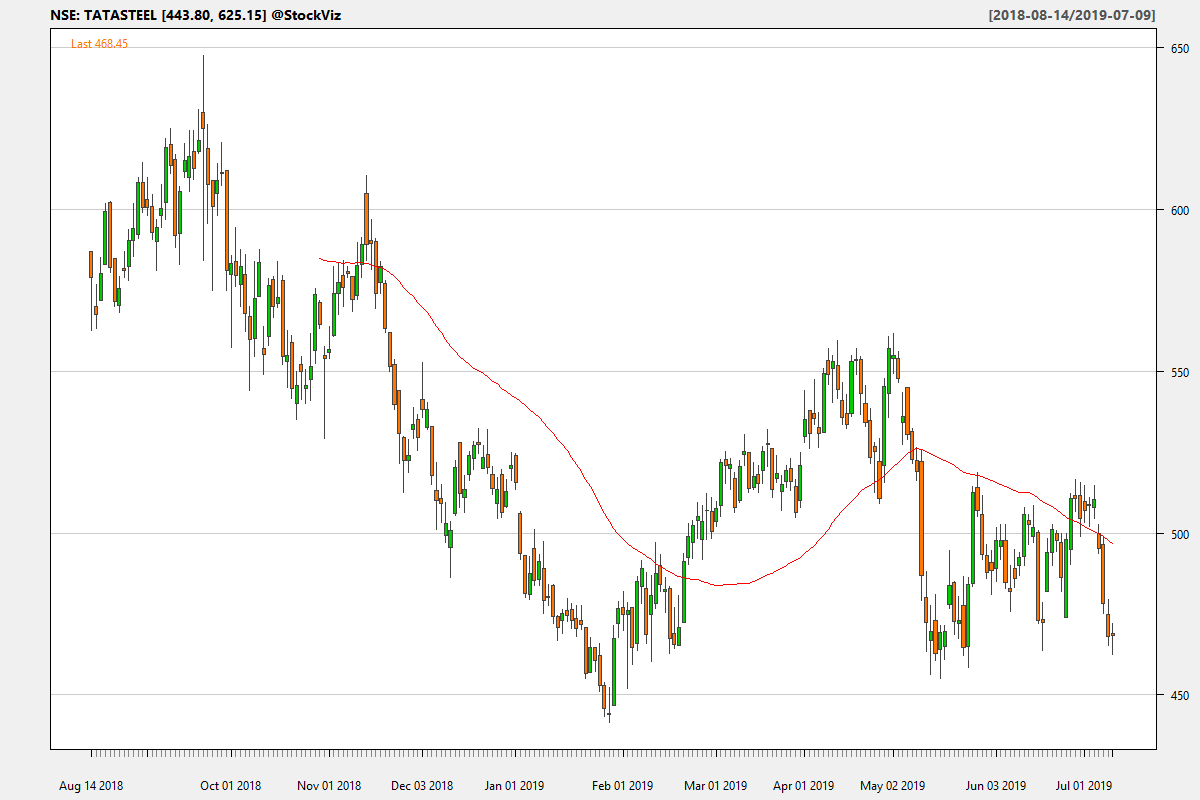 NSE: TATASTEEL [443.80, 625.15] @StockViz [2018-08-14/2019-07-09]
Last 468.45
650
600
550
500
450
Aug 14 2018 Oct 01 2018 Nov 01 2018 Dec 03 2018 Jan 01 2019 Feb 01 2019 Mar 01 2019 Apr 01 2019 May 02 2019 Jun 03 2019 Jul 01 2019